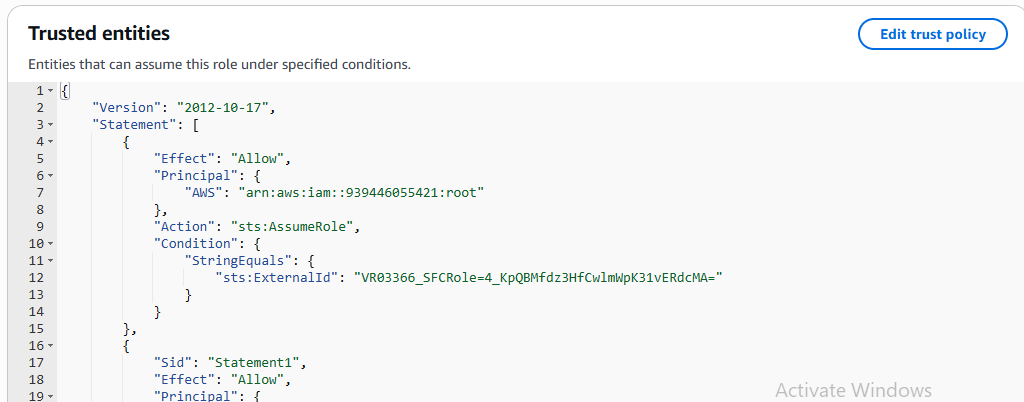 Trusted entities
Edit trust policy
Entities that can assume this role under specified conditions.
1 {
2 "Version": "2012-10-17",
3 "Statement": [
4 {
5 "Effect": "Allow",
6 "Principal": {
7 "AWS": "arn:aws:iam::939446055421:root"
8 },
9 "Action": "sts:AssumeRole",
10 "Condition": {
11 "StringEquals": {
12 "sts:ExternalId": "VR03366_SFCRole=4_KpQBMfdz3HfCwlmWpK31vERdcMA="
13 }
14 }
15 },
16 {
17 "Sid": "Statement1",
18 "Effect": "Allow",
19 "Principal": {
Activate Windows